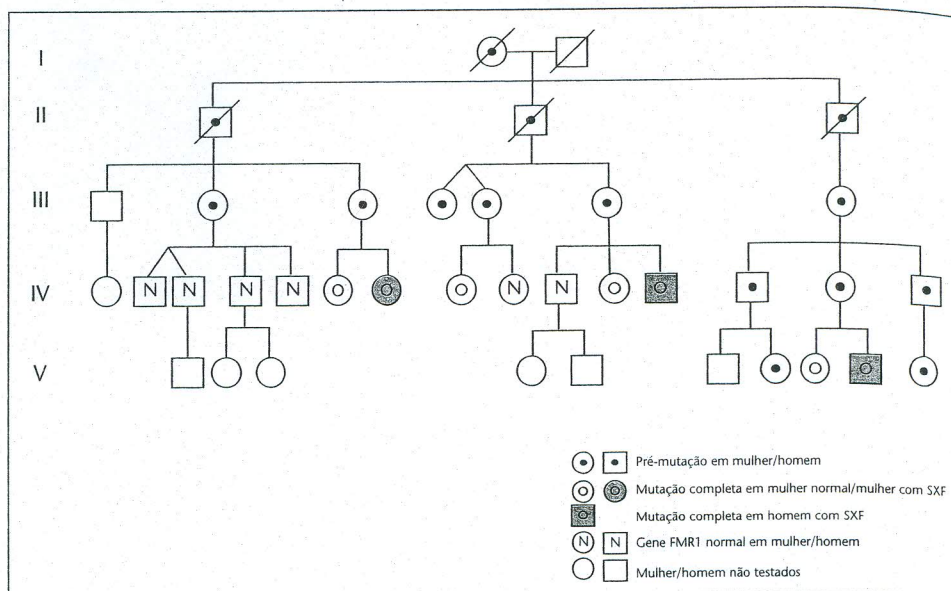 I
II
III
N N N N N N
IV
V
Pré-mutação em mulher/homem
Mutação completa em mulher normal/mulher com SXF
Mutação completa em homem com SXF
N N Gene FMR1 normal em mulher/homem
Mulher/homem não testados